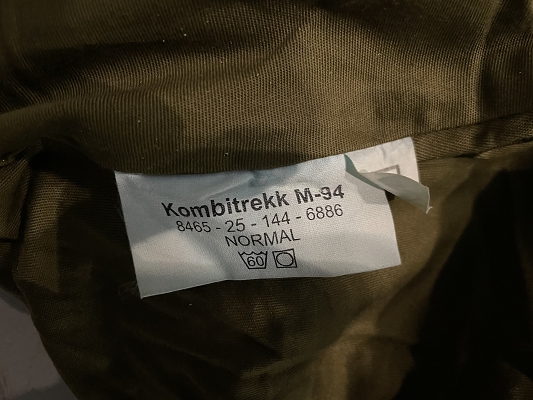 Kombitrekk M-94
8465 - 25 - 144 - 6886
NORMAL
60